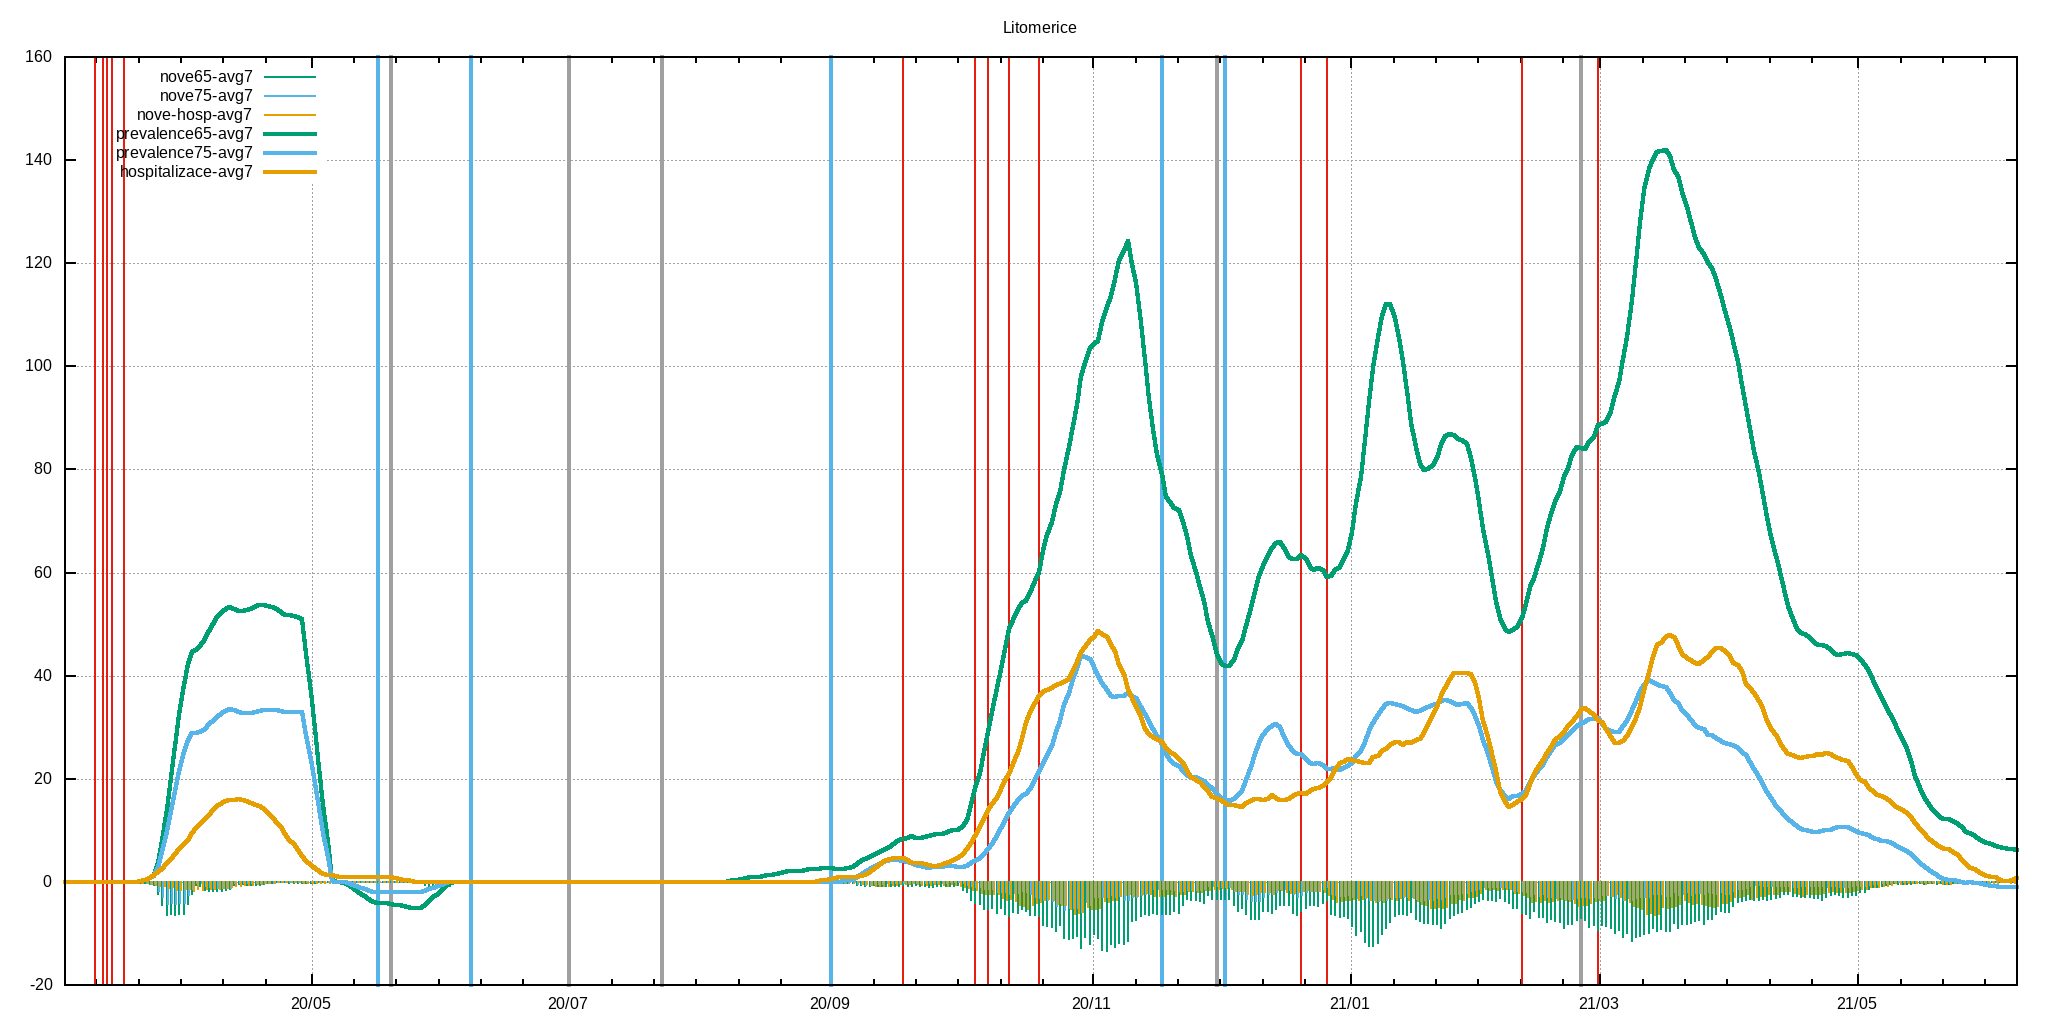 Litomerice
160
140
120
100
80
60
40
20
0
-20
nove65-avg7
nove75-avg7
nove-hosp-avg7
prevalence65-avg7
prevalence75-avg7
hospitalizace-avg7
20/05 20/07 20/09 20/11 21/01 21/03 21/05